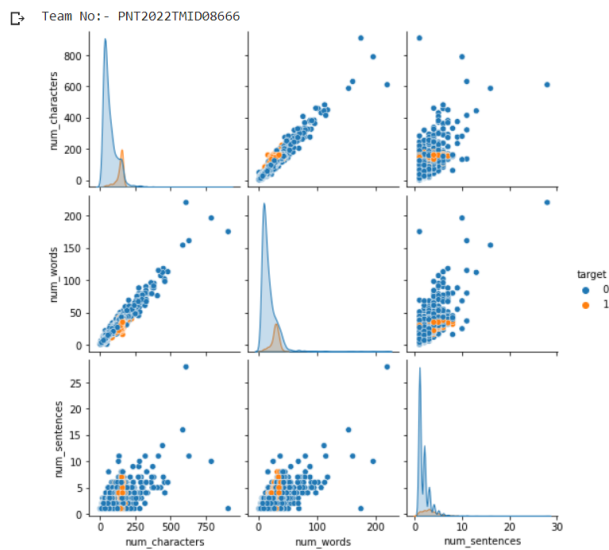 Team No:- PNT2022TMID08666
800
600
400
200
0
num_characters
200
150
100
50
0
num_words
target
0
1
25
20
15
10
5
0
num_sentences
0 250 500 750
0 100 200
0 10 20 30
num_characters num_words num_sentences